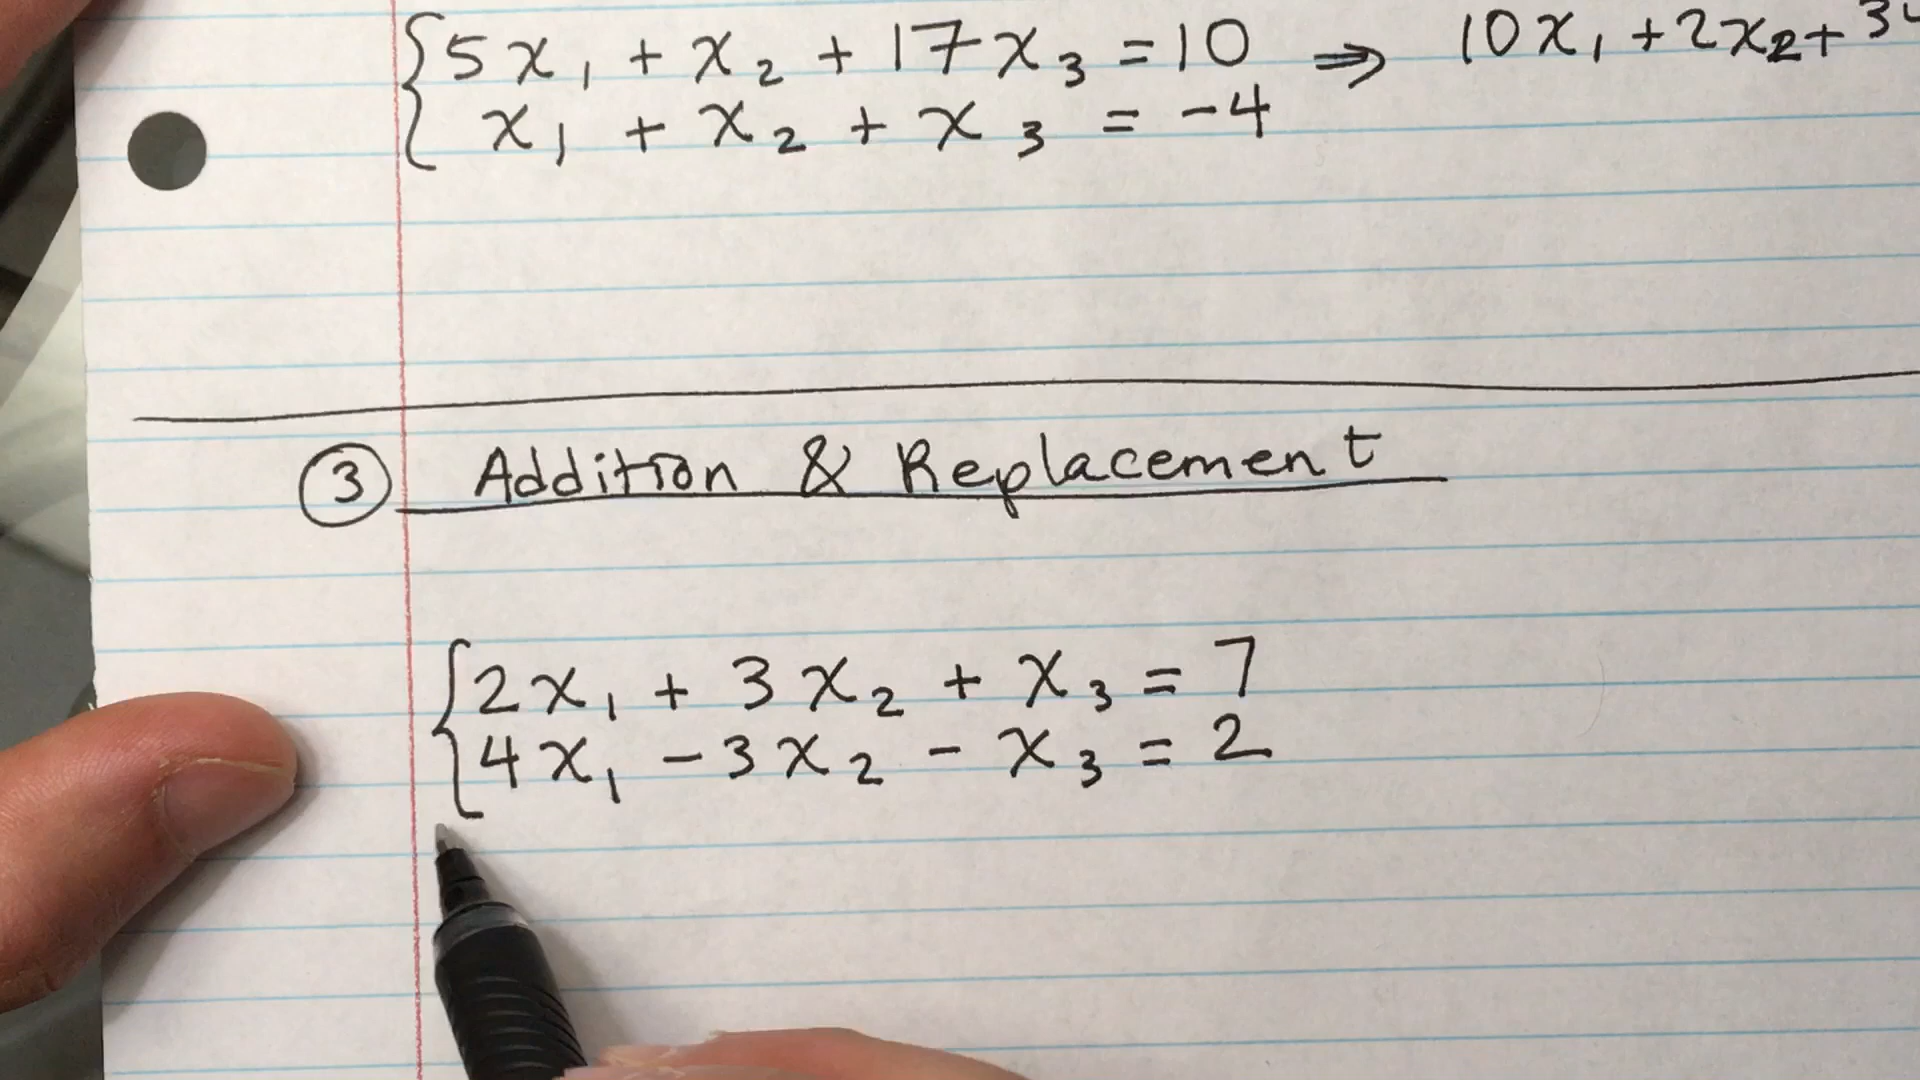 5x₁ + x₂ + 17x₃ = 10 ⇒ 10x₁ + 2x₂ + 3
x₁ + x₂ + x₃ = -4
③ Addition & Replacement
2x₁ + 3x₂ + x₃ = 7
4x₁ - 3x₂ - x₃ = 2